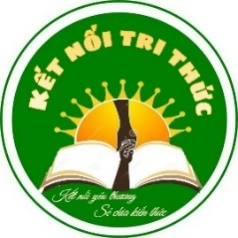 KẾT NỐI TRI THỨC
Kết nối yêu thương
Sẻ chia kiến thức